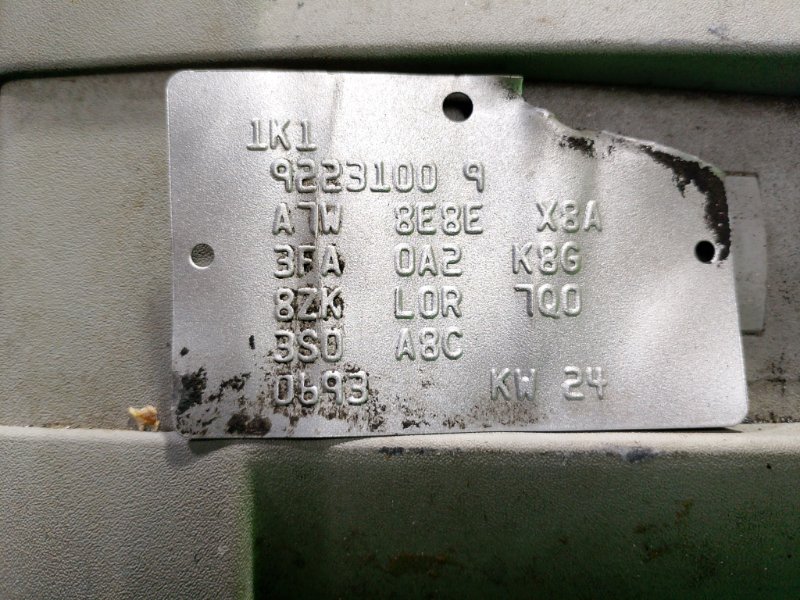 1K1
9223100 9
A7W 8E8E X8A
3FA 0A2 K8G
8ZK L0R 7Q0
3S0 A8C
0693 KW 24